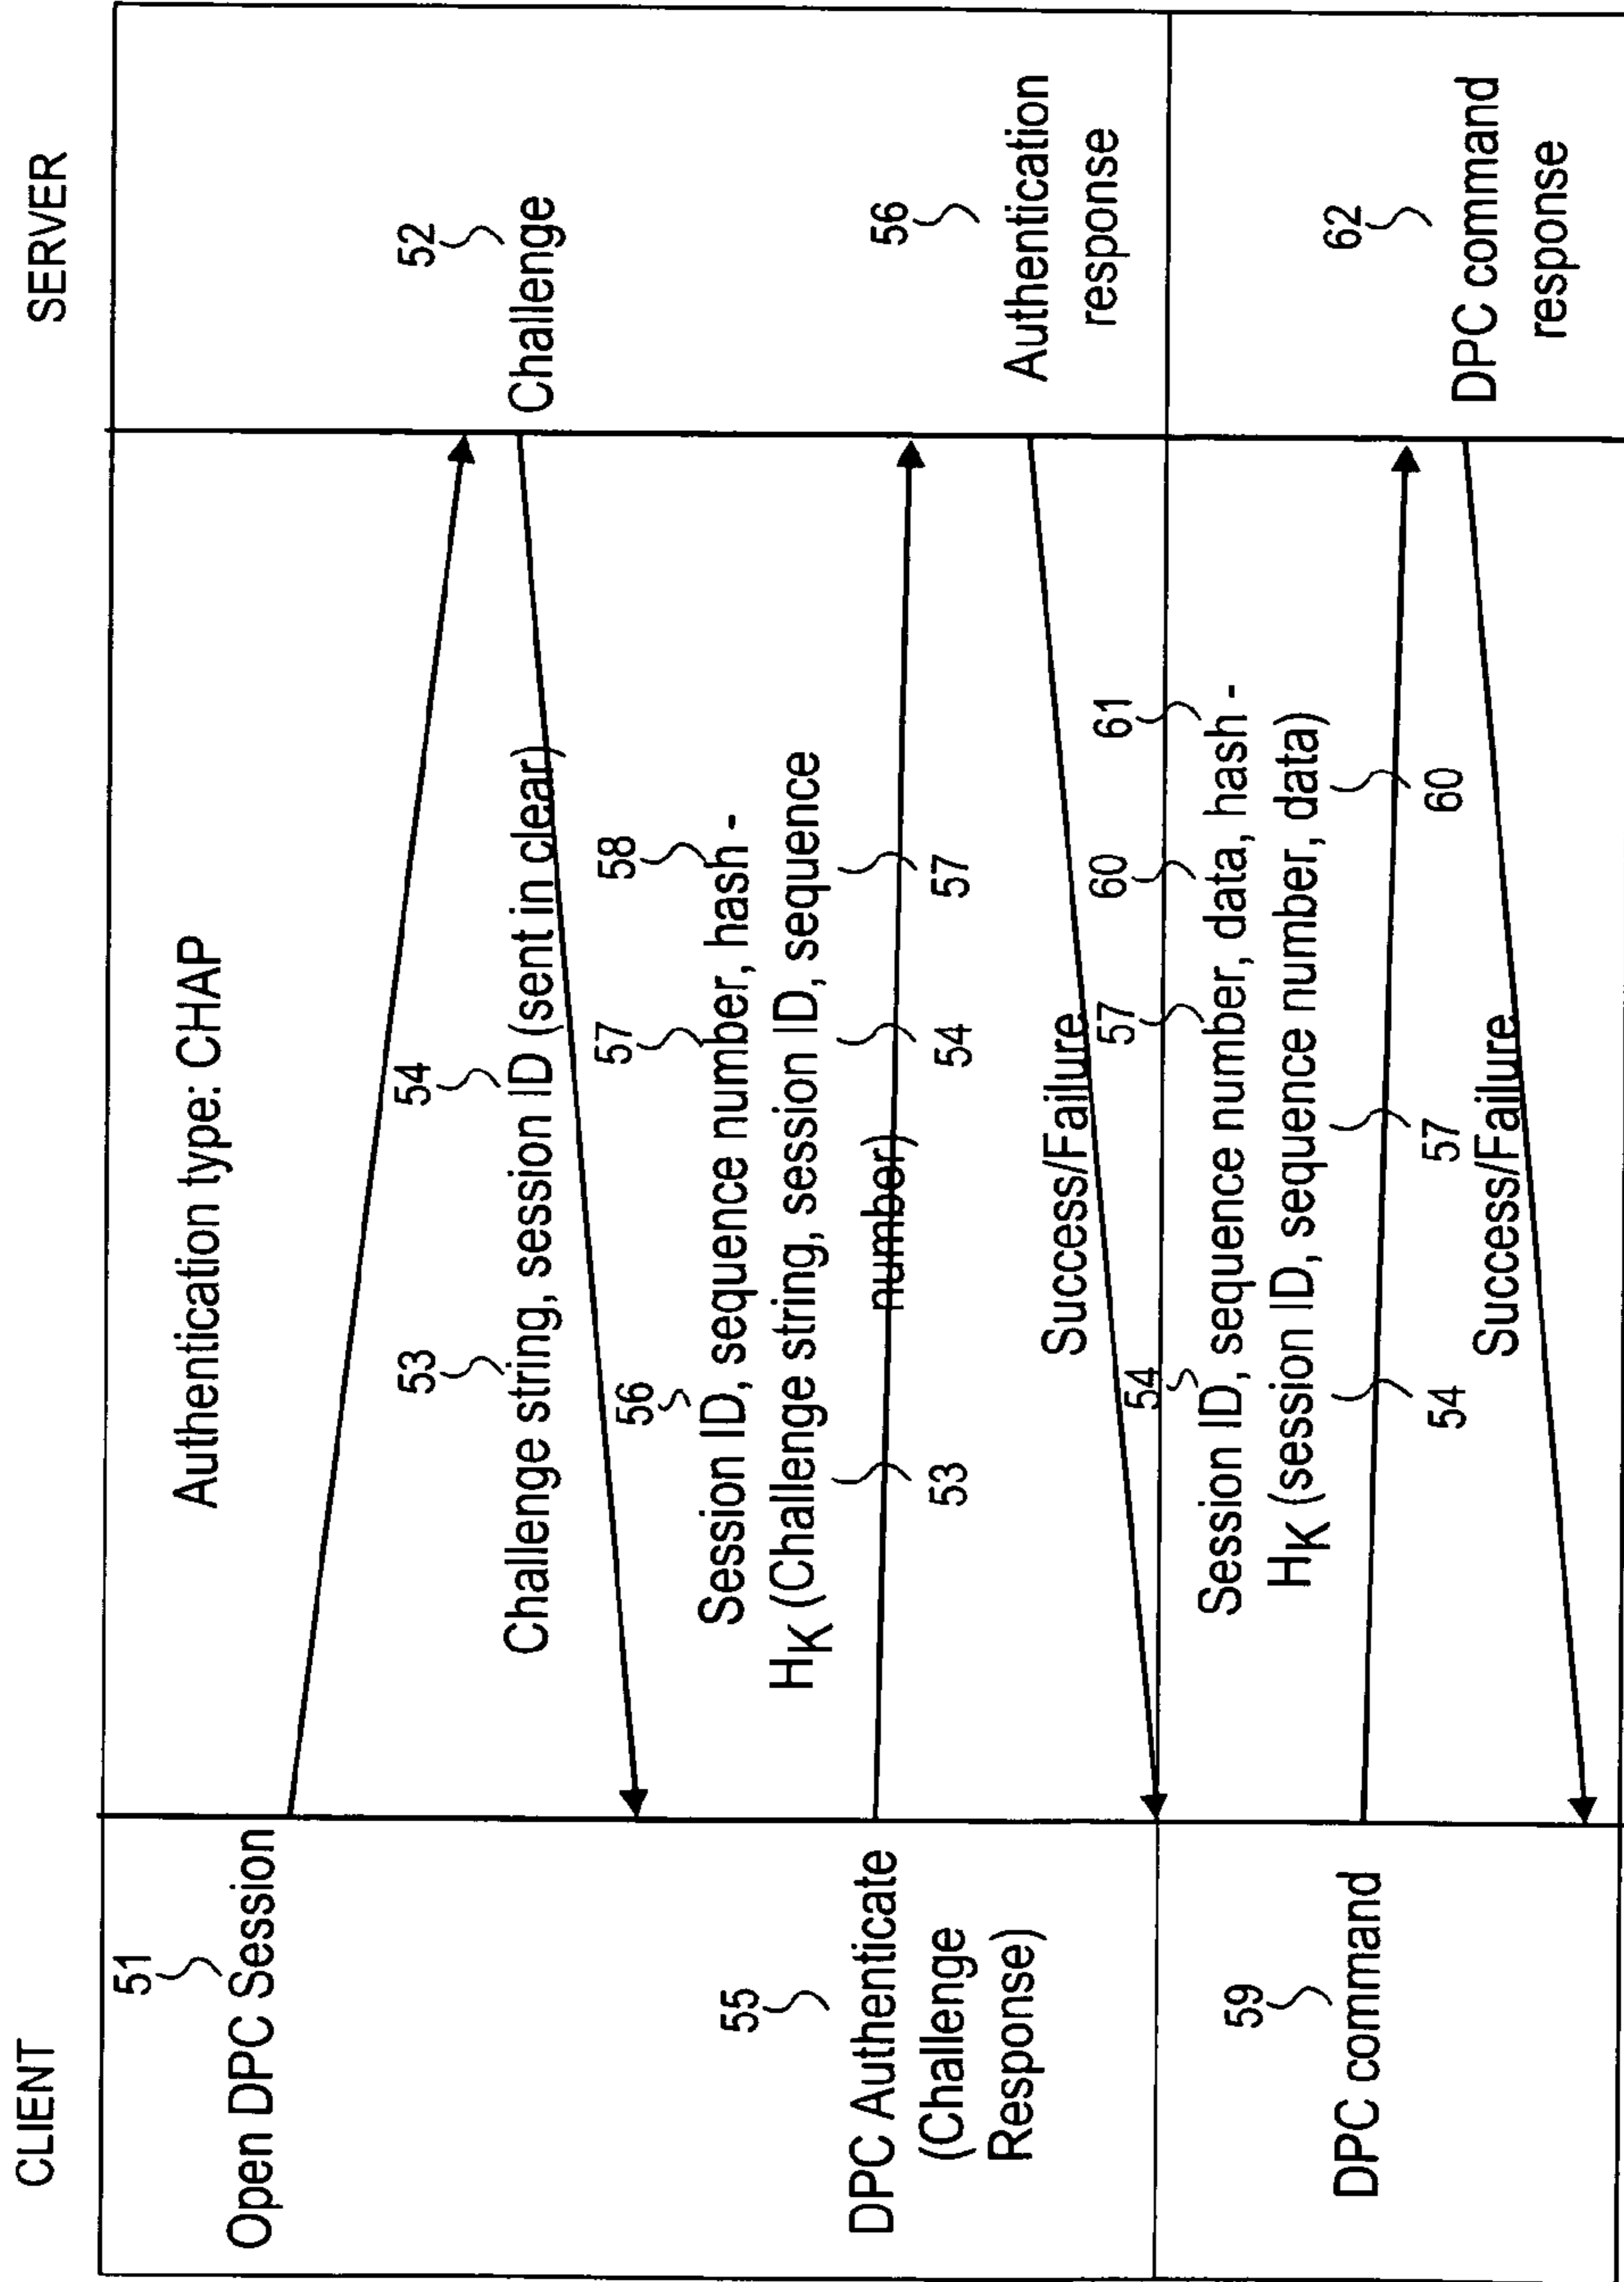 CLIENT
SERVER
51
Open DPC Session
Authentication type: CHAP
52
Challenge
53
54
Challenge string, session ID (sent in clear)
55
DPC Authenticate
(Challenge
Response)
56
57
58
Session ID, sequence number, hash -
HK (Challenge string, session ID, sequence
number)
53
54
57
56
Authentication
response
Success/Failure
59
DPC command
54
57
60
61
Session ID, sequence number, data, hash -
HK (session ID, sequence number, data)
54
57
60
62
DPC command
response
Success/Failure